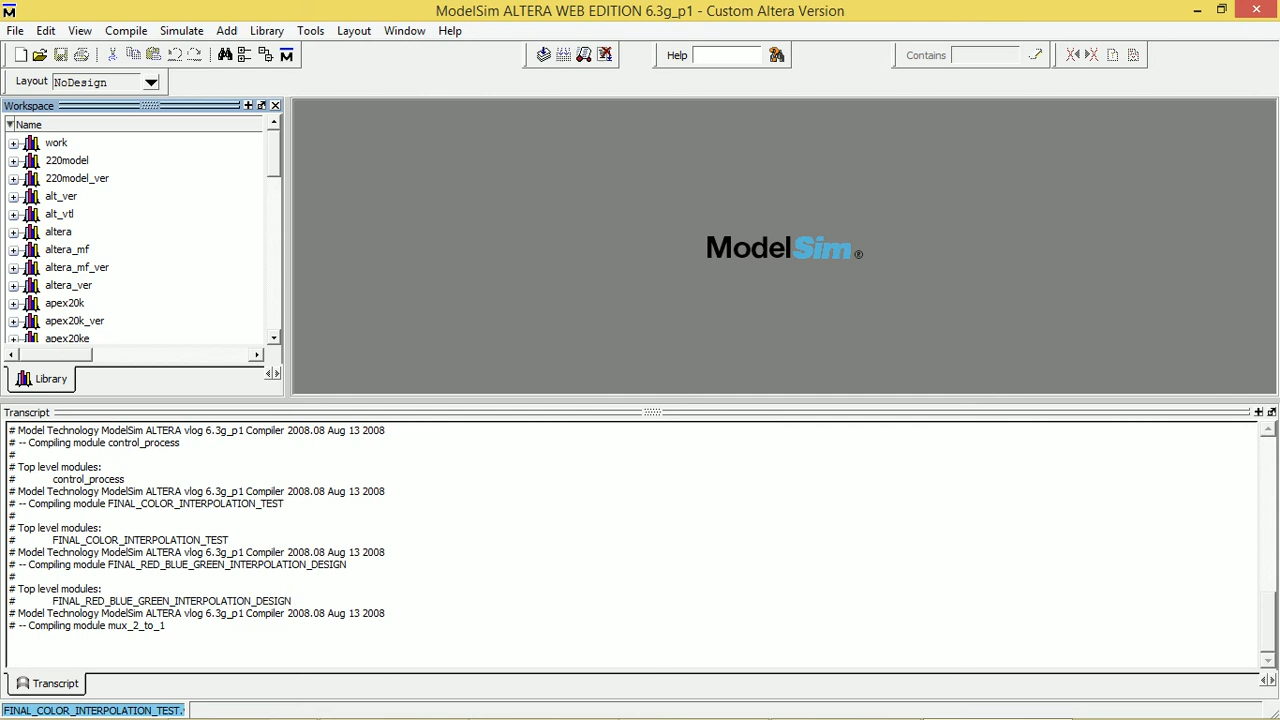 ModelSim ALTERA WEB EDITION 6.3g_p1 - Custom Altera Version
File Edit View Compile Simulate Add Library Tools Layout Window Help
Help
Contains
Layout NoDesign
Workspace
Name
work
220model
220model_ver
alt_ver
alt_vtl
altera
altera_mf
altera_mf_ver
altera_ver
apex20k
apex20k_ver
apex20ke
Library
ModelSim ®
Transcript
# Model Technology ModelSim ALTERA vlog 6.3g_p1 Compiler 2008.08 Aug 13 2008
# -- Compiling module control_process
#
# Top level modules:
# control_process
# Model Technology ModelSim ALTERA vlog 6.3g_p1 Compiler 2008.08 Aug 13 2008
# -- Compiling module FINAL_COLOR_INTERPOLATION_TEST
#
# Top level modules:
# FINAL_COLOR_INTERPOLATION_TEST
# Model Technology ModelSim ALTERA vlog 6.3g_p1 Compiler 2008.08 Aug 13 2008
# -- Compiling module FINAL_RED_BLUE_GREEN_INTERPOLATION_DESIGN
#
# Top level modules:
# FINAL_RED_BLUE_GREEN_INTERPOLATION_DESIGN
# Model Technology ModelSim ALTERA vlog 6.3g_p1 Compiler 2008.08 Aug 13 2008
# -- Compiling module mux_2_to_1
Transcript
FINAL_COLOR_INTERPOLATION_TEST.